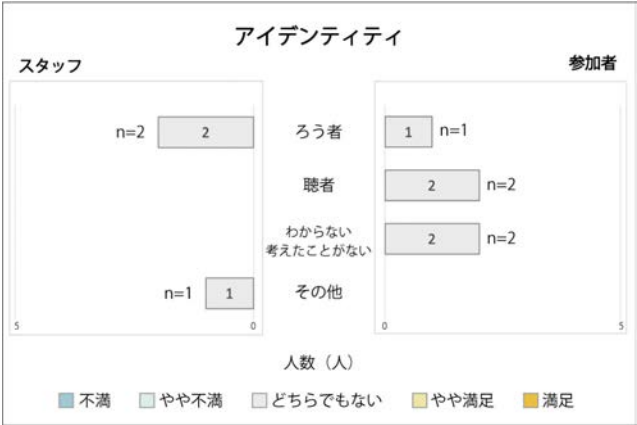 アイデンティティ
スタッフ
参加者
n=2
2
ろう者
1
n=1
聴者
2
n=2
わからない
考えたことがない
2
n=2
n=1
1
その他
5
0
0
5
人数（人）
不満
やや不満
どちらでもない
やや満足
満足